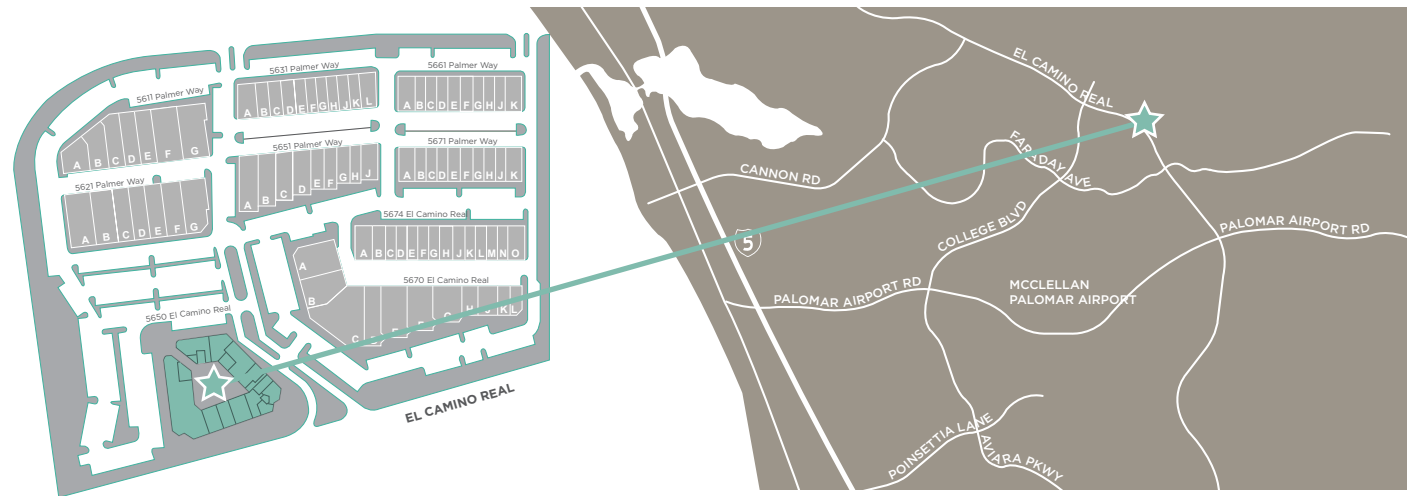 5631 Palmer Way
A B C D E F G H J K L
5661 Palmer Way
A B C D E F G H J K
5611 Palmer Way
A B C D E F G
5651 Palmer Way
A B C D E F G H J
5671 Palmer Way
A B C D E F G H J K
5621 Palmer Way
A B C D E F G
5674 El Camino Real
A B C D E F G H J K L M N O
5670 El Camino Real
A
B
C
G
K L
5650 El Camino Real
EL CAMINO REAL
EL CAMINO REAL
FARADAY AVE
CANNON RD
COLLEGE BLVD
5
PALOMAR AIRPORT RD
PALOMAR AIRPORT RD
MCCLELLAN
PALOMAR AIRPORT
POINSETTIA LANE
AVIARA PKWY